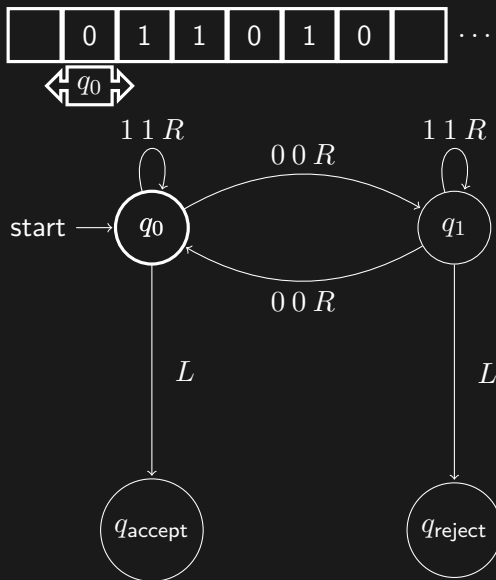 0 1 1 0 1 0 ...
q0
1 1 R 0 0 R 1 1 R
start q0 q1
0 0 R
L L
qaccept qreject